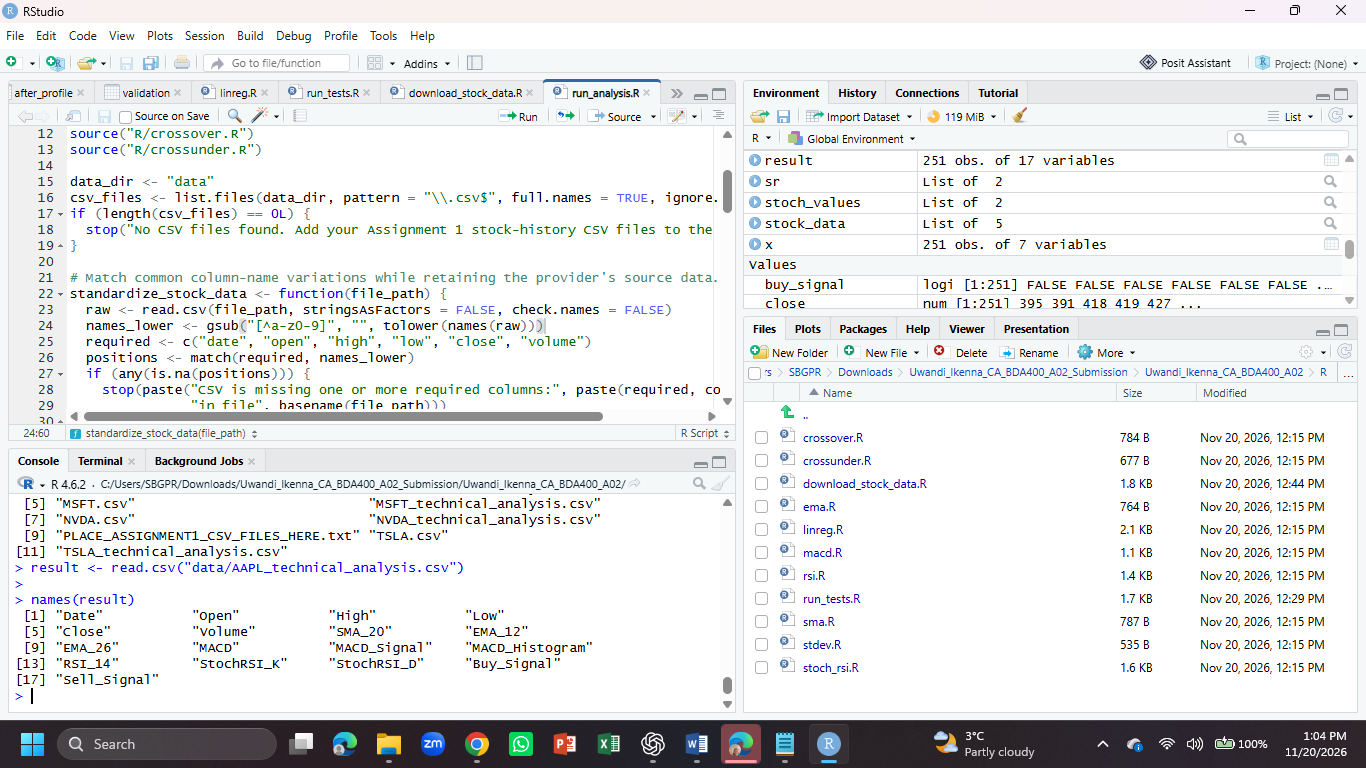 RStudio
File Edit Code View Plots Session Build Debug Profile Tools Help
Go to file/function Addins Posit Assistant Project: (None)
after_profile validation linreg.R run_tests.R download_stock_data.R run_analysis.R
Source on Save Run Source
12 source("R/crossover.R")
13 source("R/crossunder.R")
14
15 data_dir <- "data"
16 csv_files <- list.files(data_dir, pattern = "\\.csv$", full.names = TRUE, ignore.
17 if (length(csv_files) == 0L) {
18 stop("No CSV files found. Add your Assignment 1 stock-history CSV files to the
19 }
20
21 # Match common column-name variations while retaining the provider's source data.
22 standardize_stock_data <- function(file_path) {
23 raw <- read.csv(file_path, stringsAsFactors = FALSE, check.names = FALSE)
24 names_lower <- gsub("[^a-z0-9]", "", tolower(names(raw)))
25 required <- c("date", "open", "high", "low", "close", "volume")
26 positions <- match(required, names_lower)
27 if (any(is.na(positions))) {
28 stop(paste("CSV is missing one or more required columns:", paste(required, co
29 "in file", basename(file_path)))
30
24:60 standardize_stock_data(file_path) R Script
Console Terminal Background Jobs
R 4.6.2 · C:/Users/SBGPR/Downloads/Uwandi_Ikenna_CA_BDA400_A02_Submission/Uwandi_Ikenna_CA_BDA400_A02/
[5] "MSFT.csv" "MSFT_technical_analysis.csv"
[7] "NVDA.csv" "NVDA_technical_analysis.csv"
[9] "PLACE_ASSIGNMENT1_CSV_FILES_HERE.txt" "TSLA.csv"
[11] "TSLA_technical_analysis.csv"
> result <- read.csv("data/AAPL_technical_analysis.csv")
>
> names(result)
[1] "Date" "Open" "High" "Low"
[5] "Close" "Volume" "SMA_20" "EMA_12"
[9] "EMA_26" "MACD" "MACD_Signal" "MACD_Histogram"
[13] "RSI_14" "StochRSI_K" "StochRSI_D" "Buy_Signal"
[17] "Sell_Signal"
>
Environment History Connections Tutorial
Import Dataset 119 MiB List
R Global Environment
result 251 obs. of 17 variables
sr List of 2
stoch_values List of 2
stock_data List of 5
x 251 obs. of 7 variables
Values
buy_signal logi [1:251] FALSE FALSE FALSE FALSE FALSE FALSE ...
close num [1:251] 395 391 418 419 427 ...
Files Plots Packages Help Viewer Presentation
New Folder New File Delete Rename More
rs SBGPR Downloads Uwandi_Ikenna_CA_BDA400_A02_Submission Uwandi_Ikenna_CA_BDA400_A02 R ...
Name Size Modified
..
crossover.R 784 B Nov 20, 2026, 12:15 PM
crossunder.R 677 B Nov 20, 2026, 12:15 PM
download_stock_data.R 1.8 KB Nov 20, 2026, 12:44 PM
ema.R 764 B Nov 20, 2026, 12:15 PM
linreg.R 2.1 KB Nov 20, 2026, 12:15 PM
macd.R 1.1 KB Nov 20, 2026, 12:15 PM
rsi.R 1.4 KB Nov 20, 2026, 12:15 PM
run_tests.R 1.7 KB Nov 20, 2026, 12:29 PM
sma.R 787 B Nov 20, 2026, 12:15 PM
stdev.R 535 B Nov 20, 2026, 12:15 PM
stoch_rsi.R 1.6 KB Nov 20, 2026, 12:15 PM
Search zm 3°C Partly cloudy 100% 1:04 PM 11/20/2026